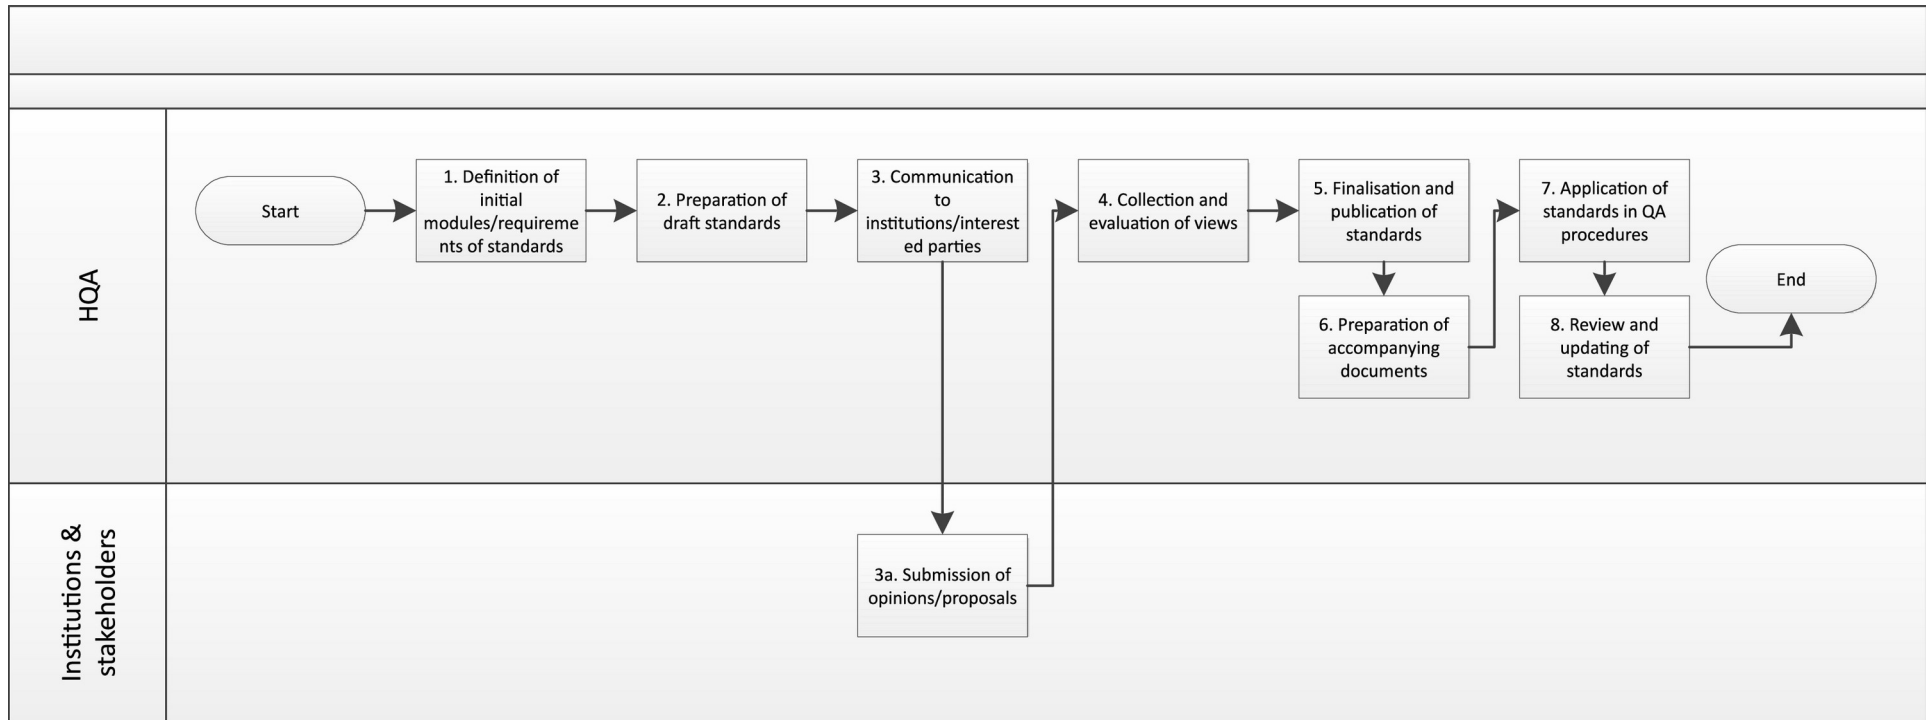 HQA
Start
1. Definition of
initial
modules/requireme
nts of standards
2. Preparation of
draft standards
3. Communication
to
institutions/interest
ed parties
4. Collection and
evaluation of views
5. Finalisation and
publication of
standards
7. Application of
standards in QA
procedures
End
6. Preparation of
accompanying
documents
8. Review and
updating of
standards
Institutions &
stakeholders
3a. Submission of
opinions/proposals